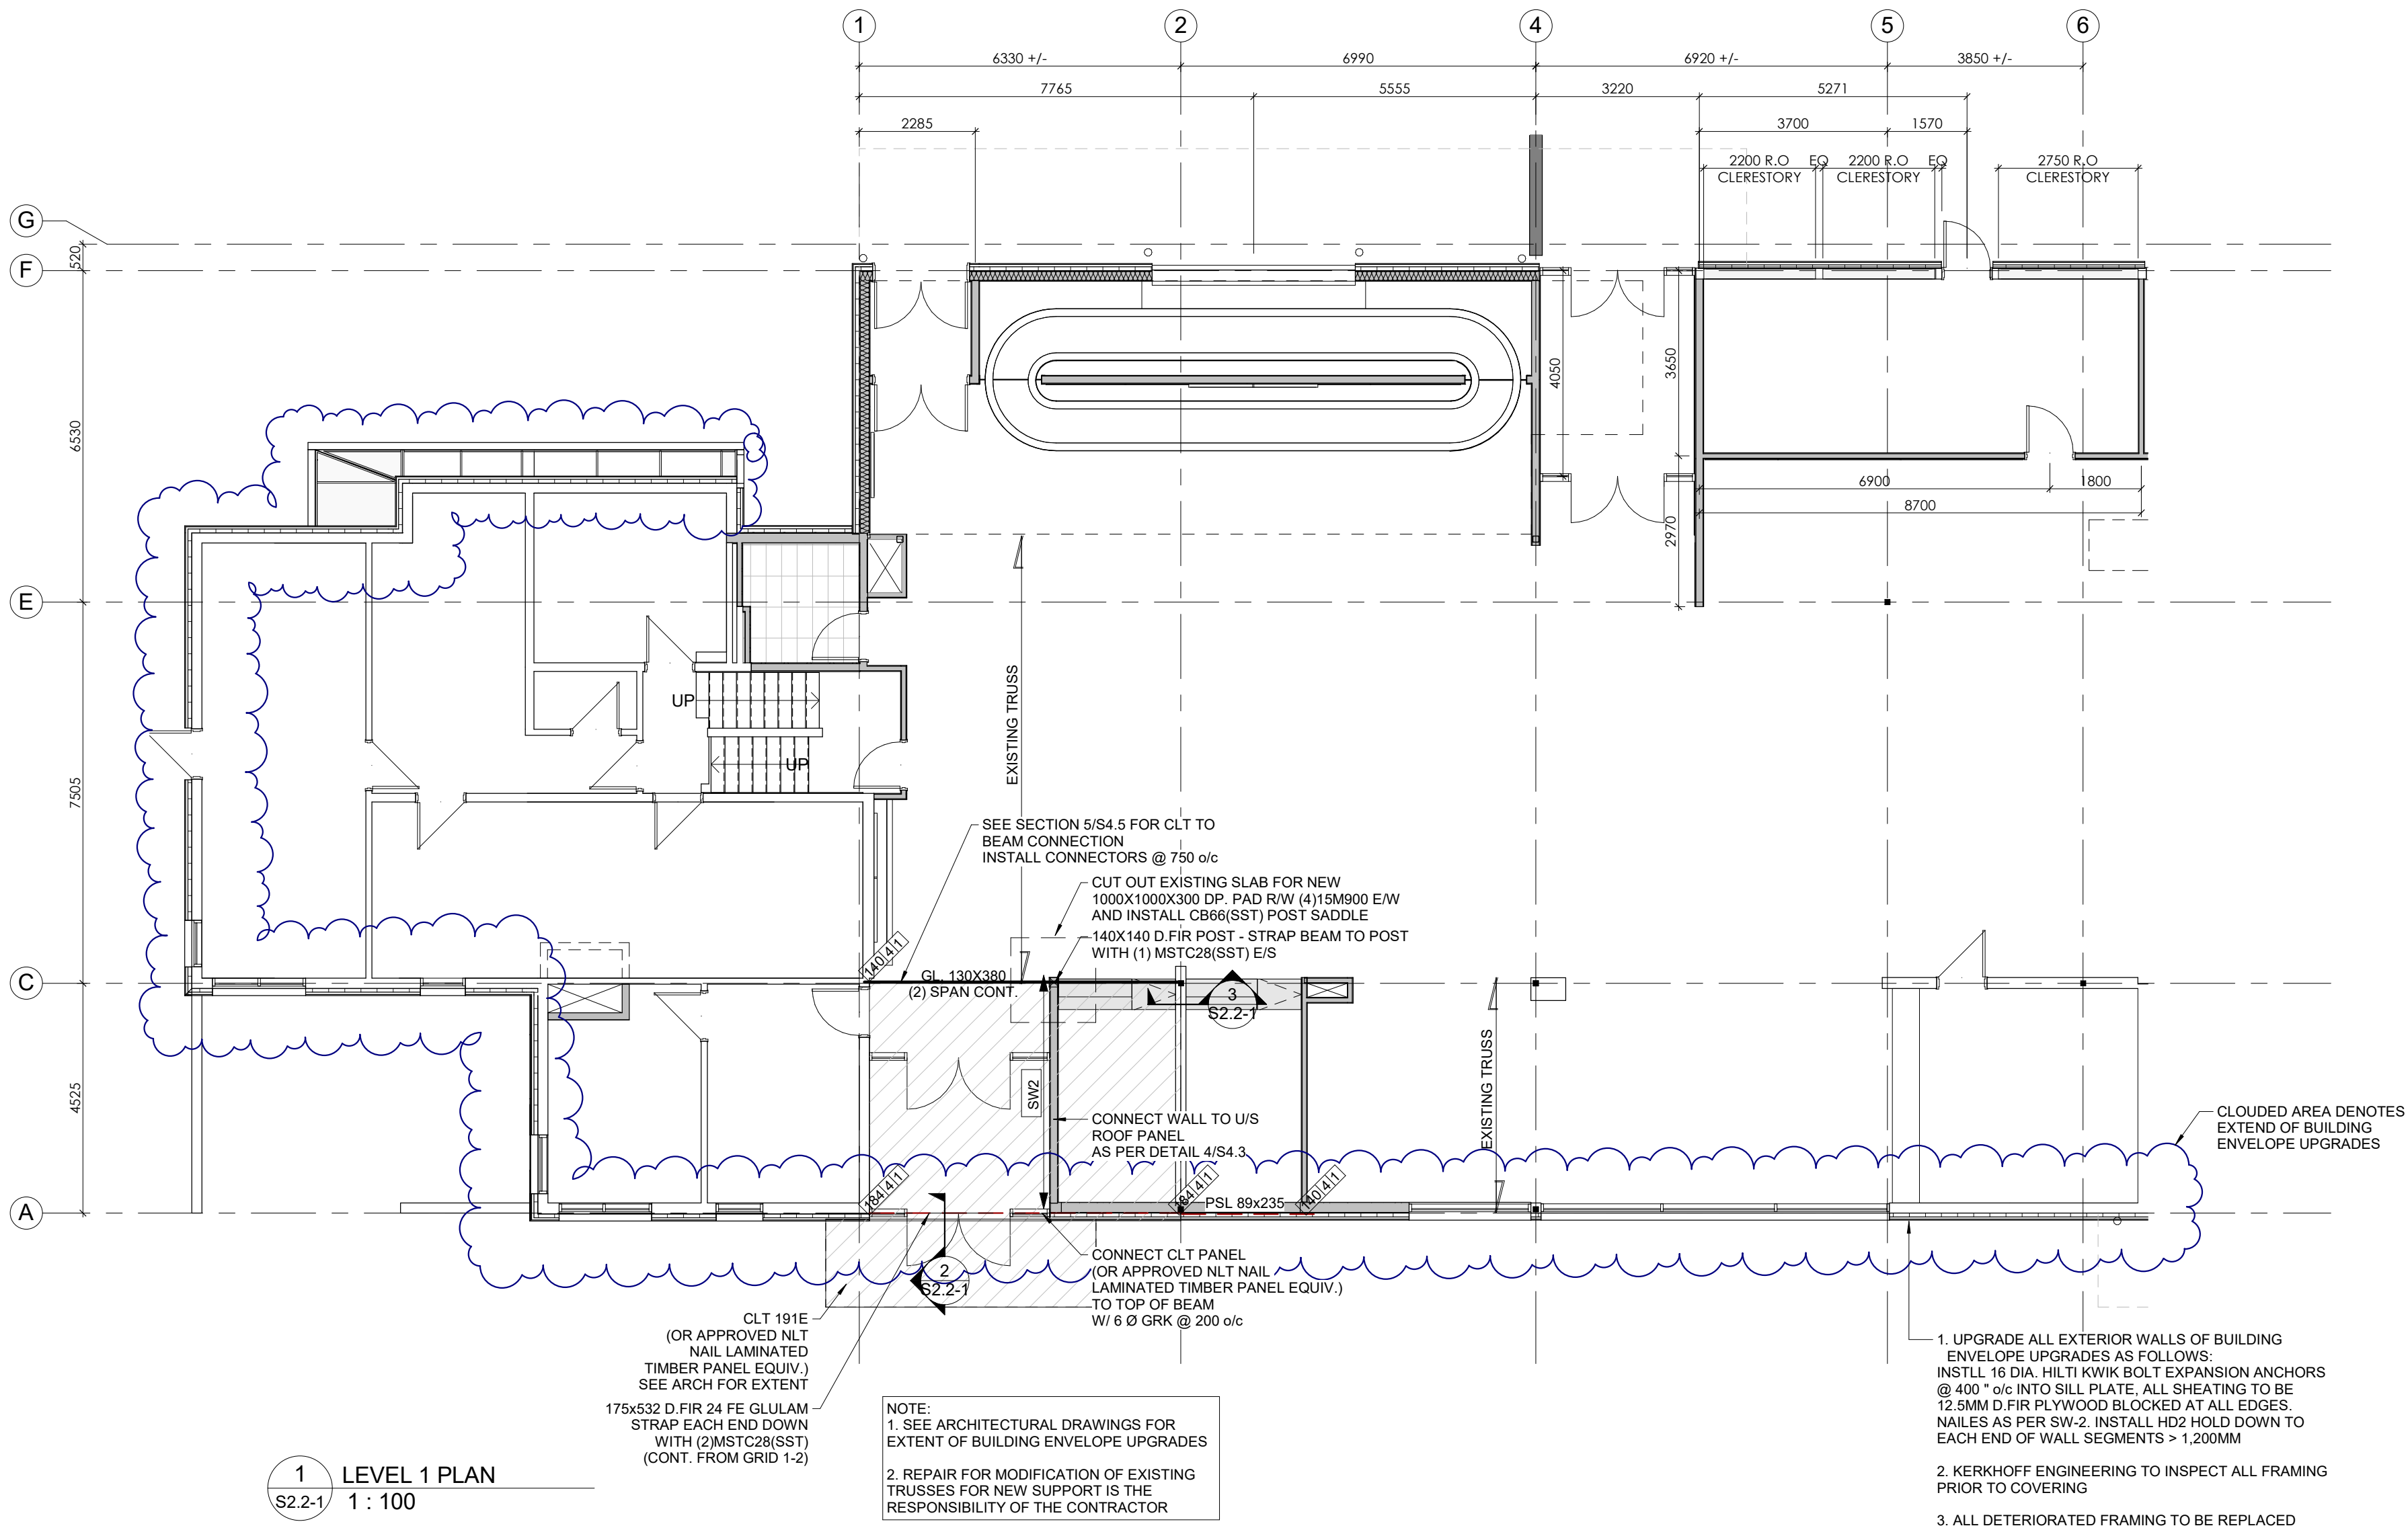 1
2
4
5
6
6330 +/-
6990
6920 +/-
3850 +/-
7765
5555
3220
5271
2285
3700
1570
2200 R.O
CLERESTORY
EQ
2200 R.O
CLERESTORY
EQ
2750 R.O
CLERESTORY
G
520
F
6530
E
7505
C
4525
A
4050
3650
6900
1800
8700
2970
UP
UP
EXISTING TRUSS
SEE SECTION 5/S4.5 FOR CLT TO
BEAM CONNECTION
INSTALL CONNECTORS @ 750 o/c
CUT OUT EXISTING SLAB FOR NEW
1000X1000X300 DP. PAD R/W (4)15M900 E/W
AND INSTALL CB66(SST) POST SADDLE
140X140 D.FIR POST - STRAP BEAM TO POST
WITH (1) MSTC28(SST) E/S
140 4 1
GL. 130X380
(2) SPAN CONT.
3
S2.2-1
SW2
EXISTING TRUSS
CONNECT WALL TO U/S
ROOF PANEL
AS PER DETAIL 4/S4.3
184 4 1
184 4 1
PSL 89x235
140 4 1
CLOUDED AREA DENOTES
EXTEND OF BUILDING
ENVELOPE UPGRADES
2
S2.2-1
CONNECT CLT PANEL
(OR APPROVED NLT NAIL
LAMINATED TIMBER PANEL EQUIV.)
TO TOP OF BEAM
W/ 6 Ø GRK @ 200 o/c
CLT 191E
(OR APPROVED NLT
NAIL LAMINATED
TIMBER PANEL EQUIV.)
SEE ARCH FOR EXTENT
175x532 D.FIR 24 FE GLULAM
STRAP EACH END DOWN
WITH (2)MSTC28(SST)
(CONT. FROM GRID 1-2)
NOTE:
1. SEE ARCHITECTURAL DRAWINGS FOR
EXTENT OF BUILDING ENVELOPE UPGRADES
2. REPAIR FOR MODIFICATION OF EXISTING
TRUSSES FOR NEW SUPPORT IS THE
RESPONSIBILITY OF THE CONTRACTOR
1. UPGRADE ALL EXTERIOR WALLS OF BUILDING
ENVELOPE UPGRADES AS FOLLOWS:
INSTLL 16 DIA. HILTI KWIK BOLT EXPANSION ANCHORS
@ 400 " o/c INTO SILL PLATE, ALL SHEATING TO BE
12.5MM D.FIR PLYWOOD BLOCKED AT ALL EDGES.
NAILES AS PER SW-2. INSTALL HD2 HOLD DOWN TO
EACH END OF WALL SEGMENTS > 1,200MM
2. KERKHOFF ENGINEERING TO INSPECT ALL FRAMING
PRIOR TO COVERING
3. ALL DETERIORATED FRAMING TO BE REPLACED
1
S2.2-1
LEVEL 1 PLAN
1 : 100